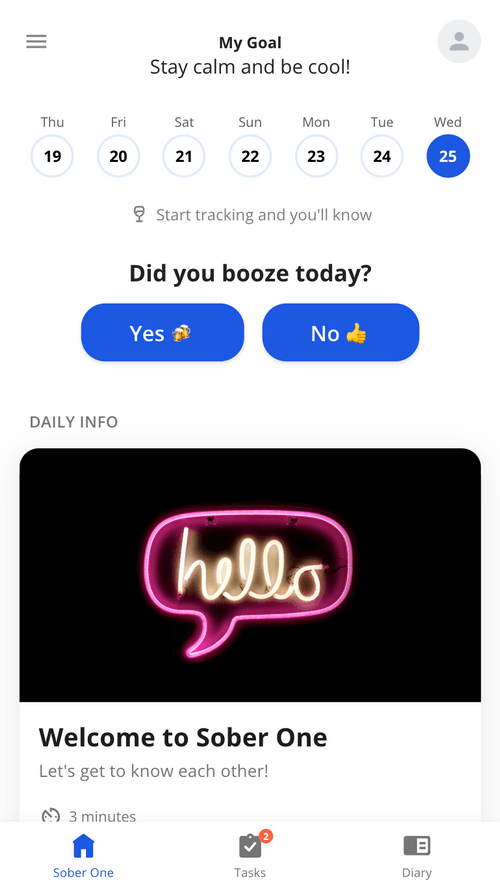 My Goal
Stay calm and be cool!
Thu Fri Sat Sun Mon Tue Wed
19 20 21 22 23 24 25
Start tracking and you'll know
Did you booze today?
Yes 🍻 No 👍
DAILY INFO
hello
Welcome to Sober One
Let's get to know each other!
3 minutes
2
Sober One Tasks Diary